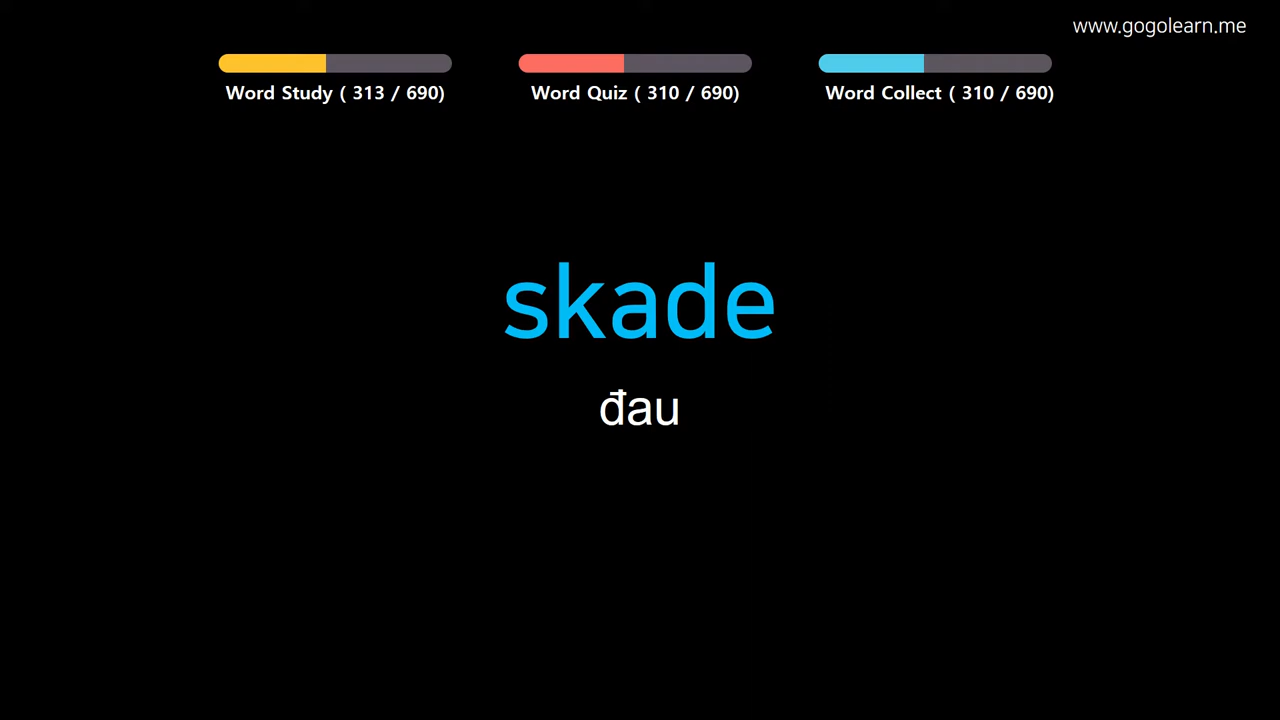 www.gogolearn.me
Word Study ( 313 / 690)
Word Quiz ( 310 / 690)
Word Collect ( 310 / 690)
skade
đau